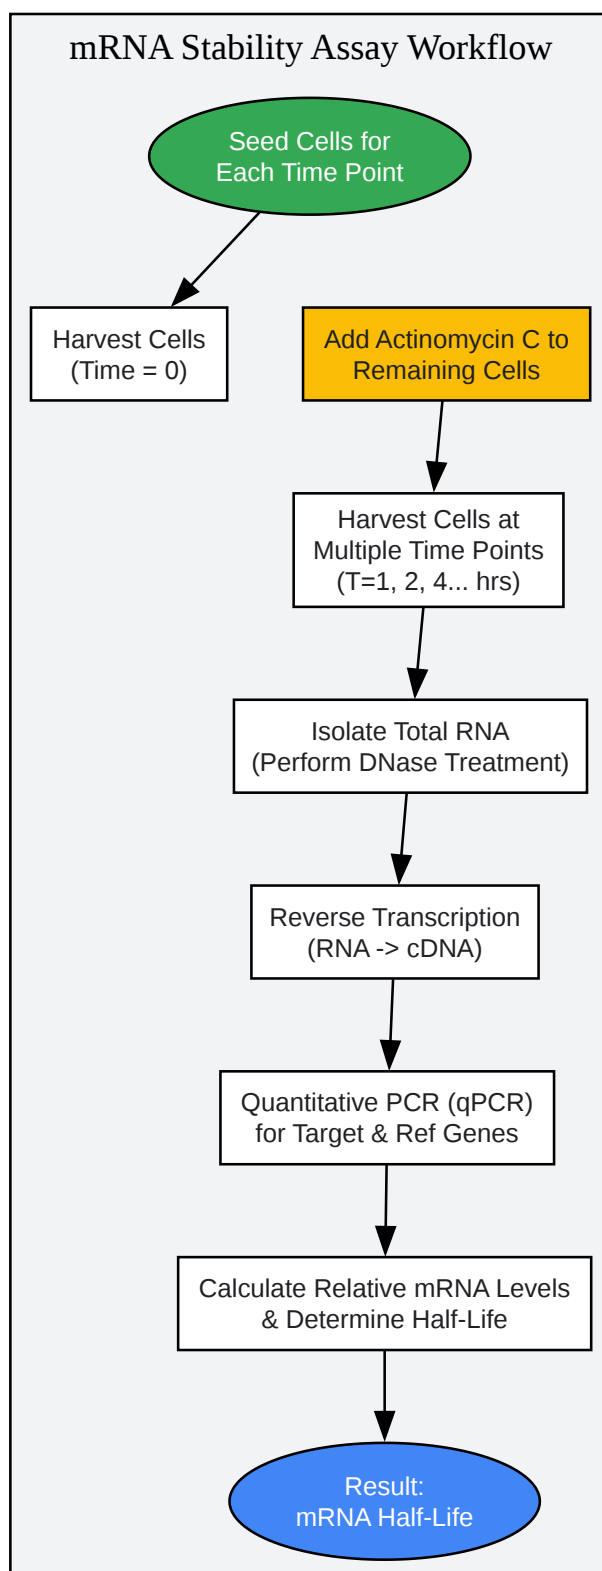 mRNA Stability Assay Workflow
Seed Cells for
Each Time Point
Harvest Cells
(Time = 0)
Add Actinomycin C to
Remaining Cells
Harvest Cells at
Multiple Time Points
(T=1, 2, 4... hrs)
Isolate Total RNA
(Perform DNase Treatment)
Reverse Transcription
(RNA -> cDNA)
Quantitative PCR (qPCR)
for Target & Ref Genes
Calculate Relative mRNA Levels
& Determine Half-Life
Result:
mRNA Half-Life